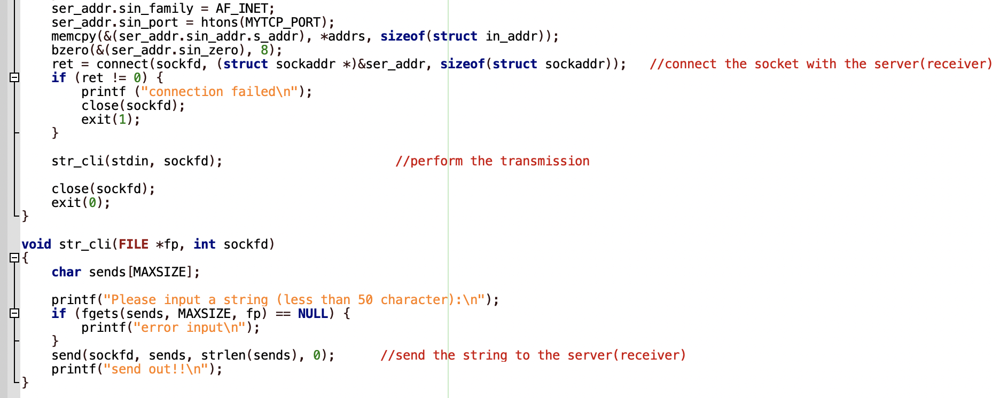 ser_addr.sin_family = AF_INET;
ser_addr.sin_port = htons(MYTCP_PORT);
memcpy(&(ser_addr.sin_addr.s_addr), *addrs, sizeof(struct in_addr));
bzero(&(ser_addr.sin_zero), 8);
ret = connect(sockfd, (struct sockaddr *)&ser_addr, sizeof(struct sockaddr));   //connect the socket with the server(receiver)
if (ret != 0) {
printf ("connection failed\n");
close(sockfd);
exit(1);
}
str_cli(stdin, sockfd);                       //perform the transmission
close(sockfd);
exit(0);
}
void str_cli(FILE *fp, int sockfd)
{
char sends[MAXSIZE];
printf("Please input a string (less than 50 character):\n");
if (fgets(sends, MAXSIZE, fp) == NULL) {
printf("error input\n");
}
send(sockfd, sends, strlen(sends), 0);      //send the string to the server(receiver)
printf("send out!!\n");
}